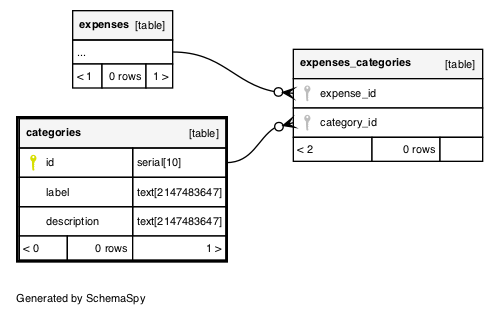 expenses [table]
...
< 1 0 rows 1 >
expenses_categories [table]
expense_id
category_id
< 2 0 rows
categories [table]
id serial[10]
label text[2147483647]
description text[2147483647]
< 0 0 rows 1 >
Generated by SchemaSpy